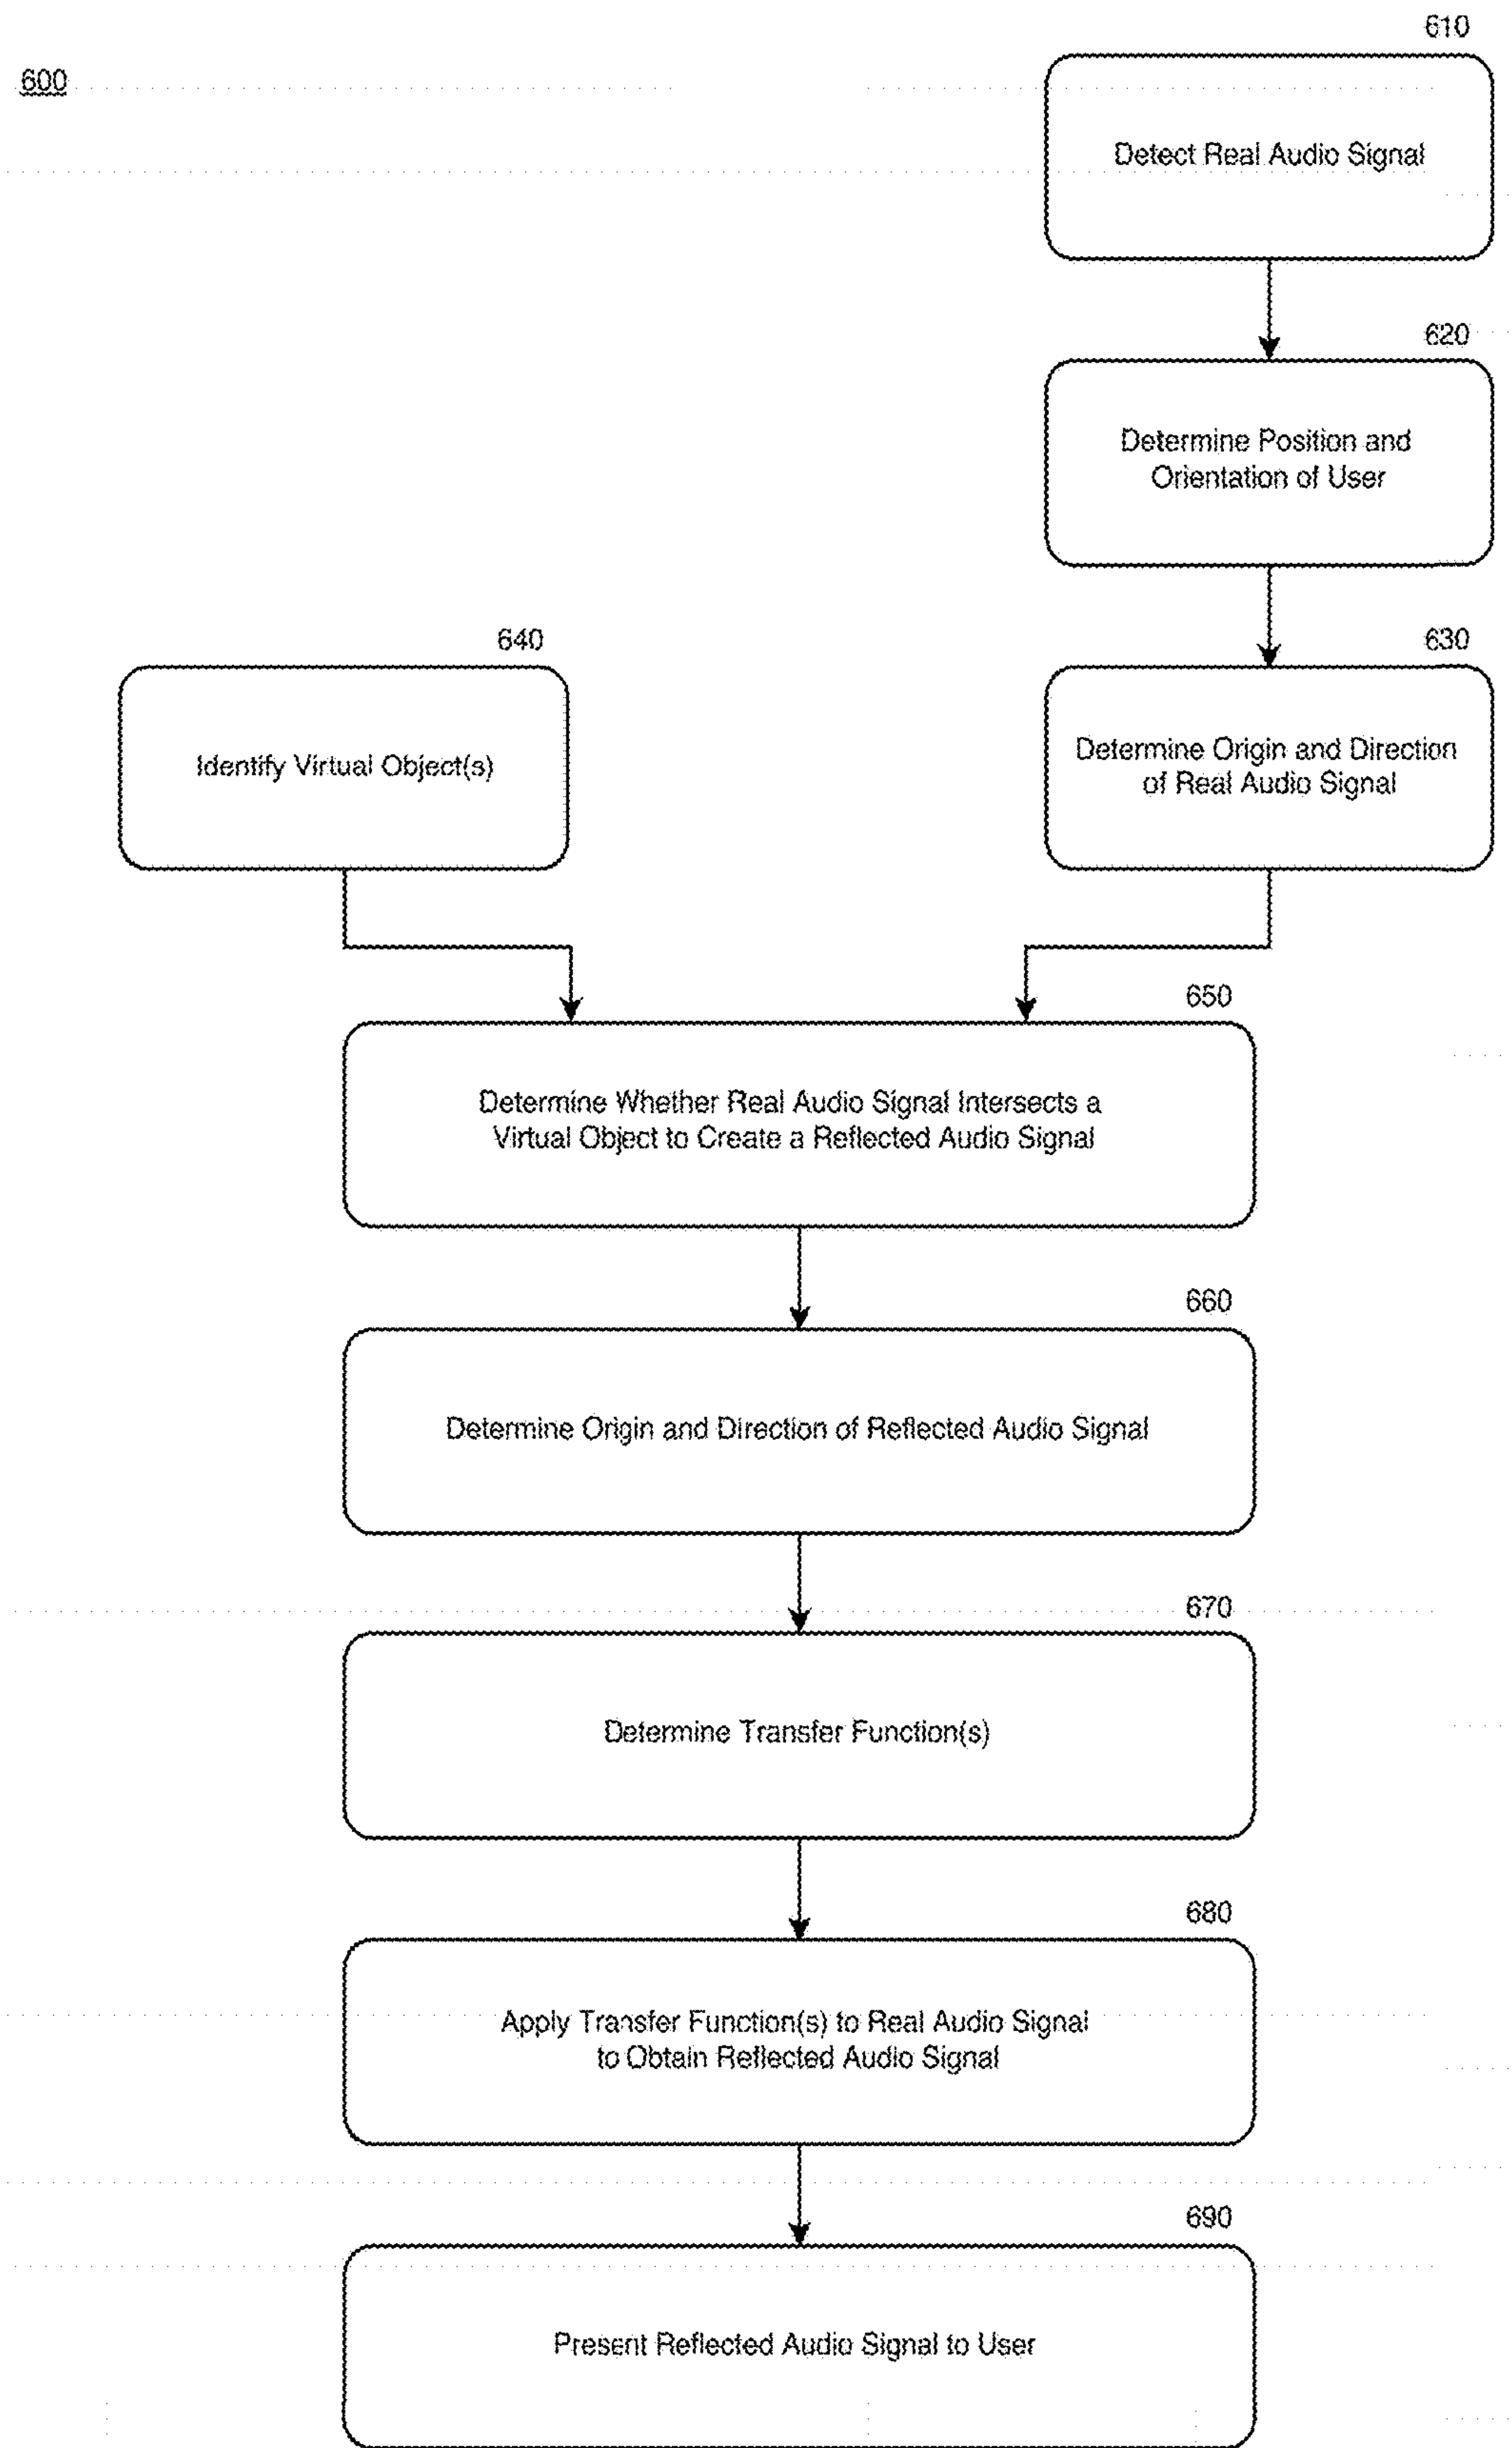 600
610
Detect Real Audio Signal
620
Determine Position and
Orientation of User
630
Determine Origin and Direction
of Real Audio Signal
640
Identify Virtual Object(s)
650
Determine Whether Real Audio Signal Intersects a
Virtual Object to Create a Reflected Audio Signal
660
Determine Origin and Direction of Reflected Audio Signal
670
Determine Transfer Function(s)
680
Apply Transfer Function(s) to Real Audio Signal
to Obtain Reflected Audio Signal
690
Present Reflected Audio Signal to User